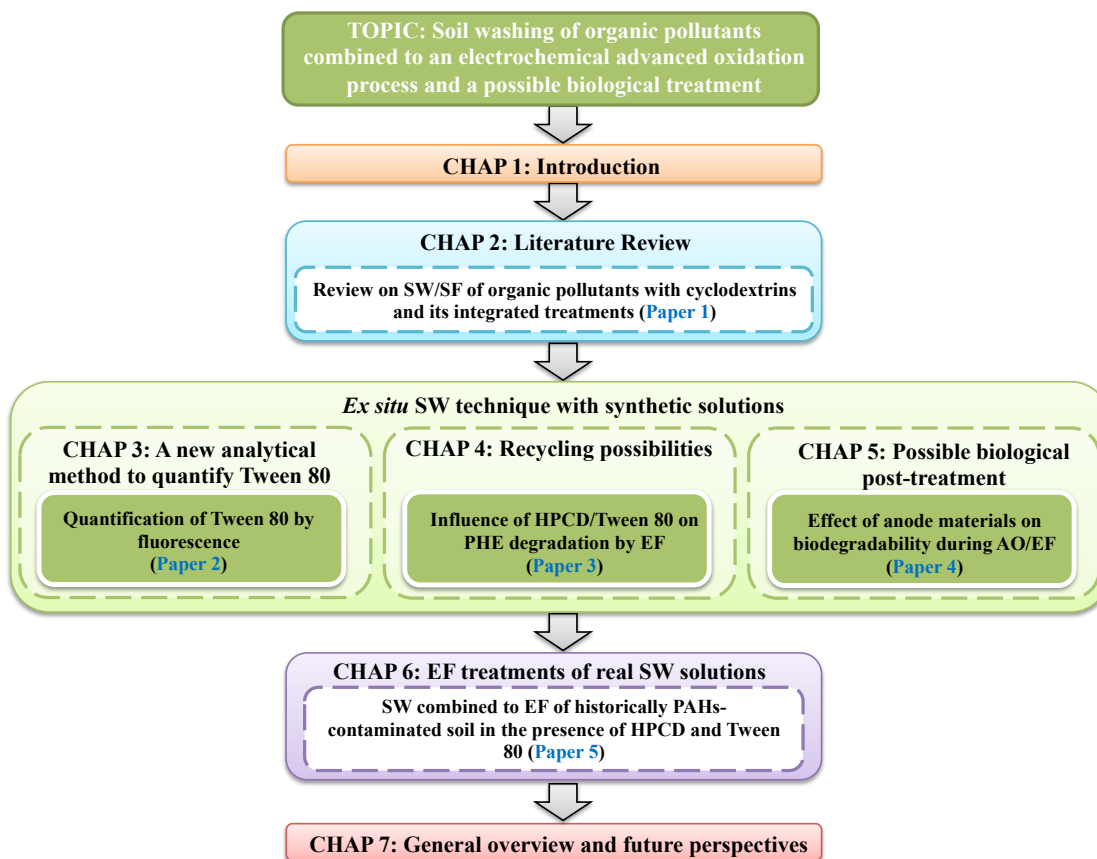 TOPIC: Soil washing of organic pollutants
combined to an electrochemical advanced oxidation
process and a possible biological treatment
CHAP 1: Introduction
CHAP 2: Literature Review
Review on SW/SF of organic pollutants with cyclodextrins
and its integrated treatments (Paper 1)
Ex situ SW technique with synthetic solutions
CHAP 3: A new analytical
method to quantify Tween 80
Quantification of Tween 80 by
fluorescence
(Paper 2)
CHAP 4: Recycling possibilities
Influence of HPCD/Tween 80 on
PHE degradation by EF
(Paper 3)
CHAP 5: Possible biological
post-treatment
Effect of anode materials on
biodegradability during AO/EF
(Paper 4)
CHAP 6: EF treatments of real SW solutions
SW combined to EF of historically PAHs-
contaminated soil in the presence of HPCD and Tween
80 (Paper 5)
CHAP 7: General overview and future perspectives